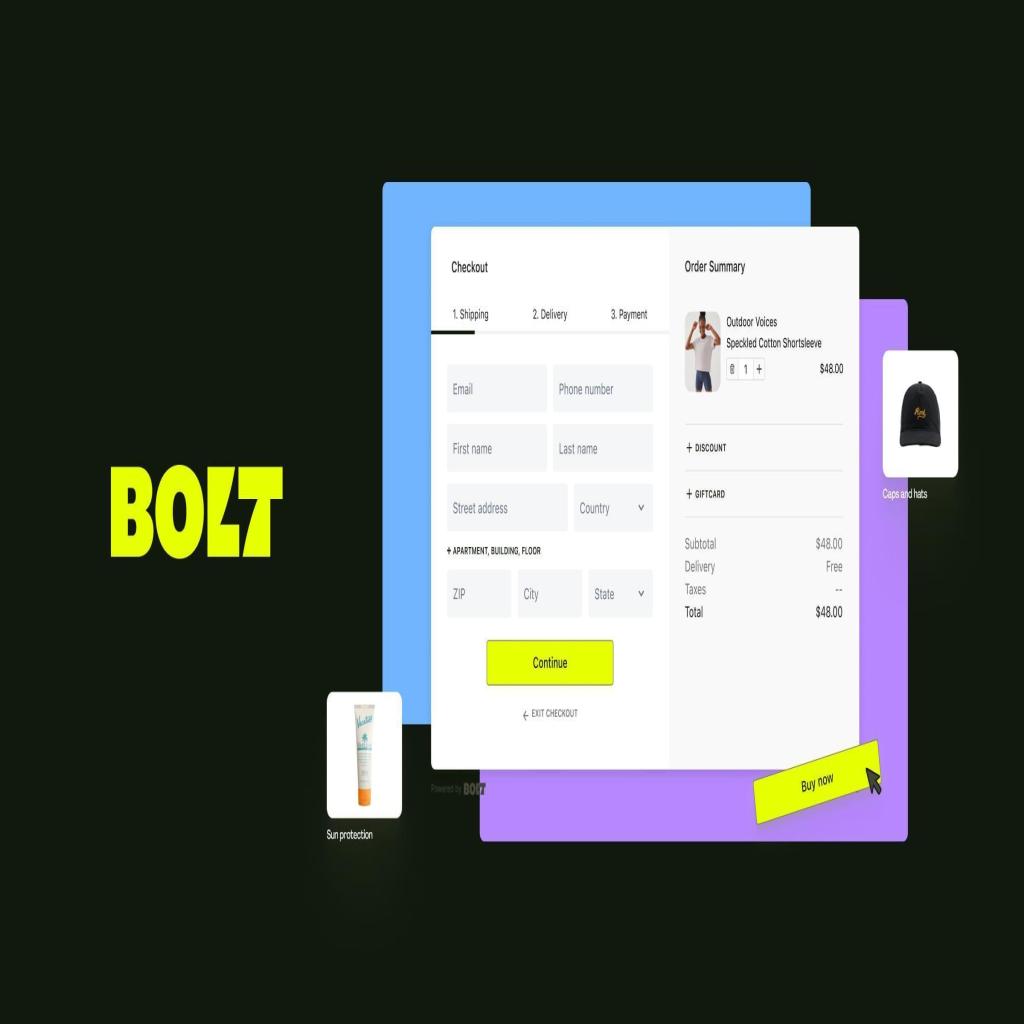 BOLT
Checkout
1. Shipping
2. Delivery
3. Payment
Email
Phone number
First name
Last name
Street address
Country
+ APARTMENT, BUILDING, FLOOR
ZIP
City
State
Continue
← EXIT CHECKOUT
Powered by BOLT
Order Summary
Outdoor Voices
Speckled Cotton Shortsleeve
1 +
$48.00
+ DISCOUNT
+ GIFTCARD
Subtotal $48.00
Delivery Free
Taxes --
Total $48.00
Buy now
Caps and hats
Vacation
Sun protection